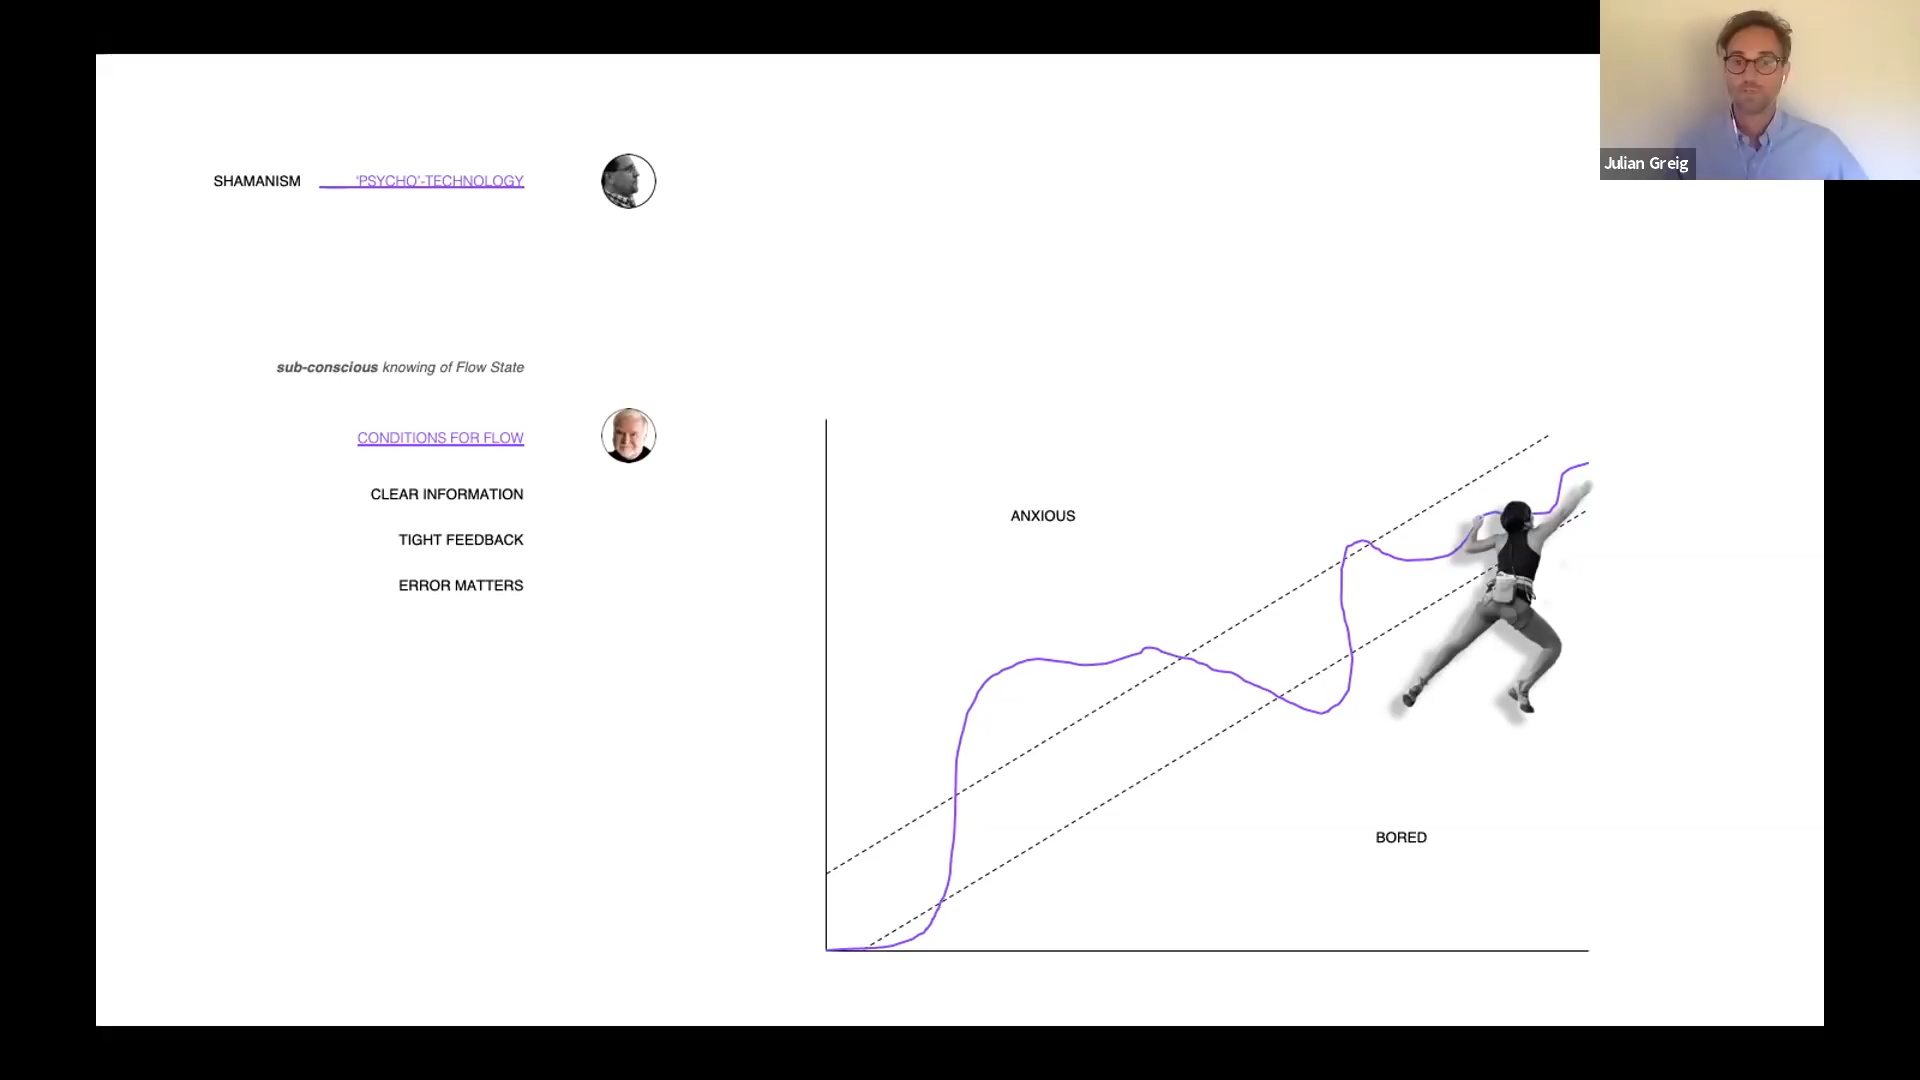 Julian Greig
SHAMANISM 'PSYCHO'-TECHNOLOGY
sub-conscious knowing of Flow State
CONDITIONS FOR FLOW
CLEAR INFORMATION
TIGHT FEEDBACK
ERROR MATTERS
ANXIOUS
BORED